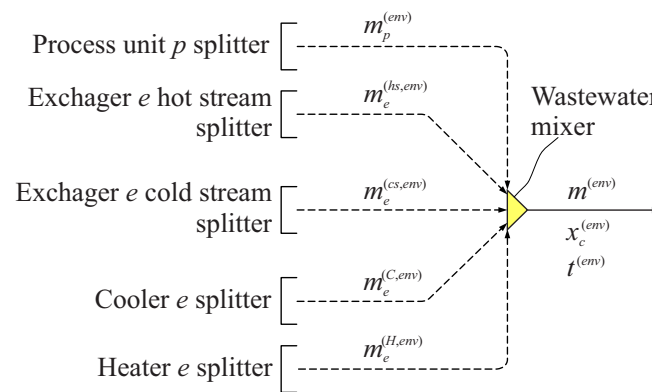 Process unit p splitter
m_p^(env)
Exchager e hot stream
splitter
m_e^(hs,env)
Wastewater
mixer
Exchager e cold stream
splitter
m_e^(cs,env)
m^(env)
x_c^(env)
t^(env)
Cooler e splitter
m_e^(C,env)
Heater e splitter
m_e^(H,env)